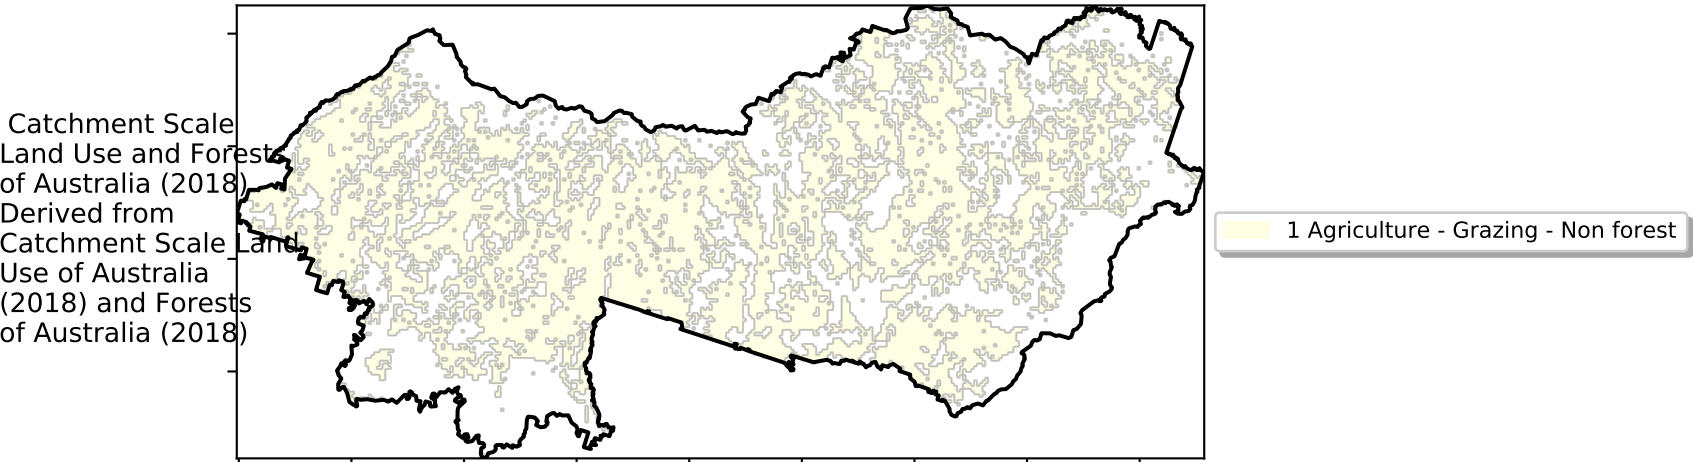 Catchment Scale
Land Use and Forests
of Australia (2018)
Derived from
Catchment Scale Land
Use of Australia
(2018) and Forests
of Australia (2018)
1 Agriculture - Grazing - Non forest